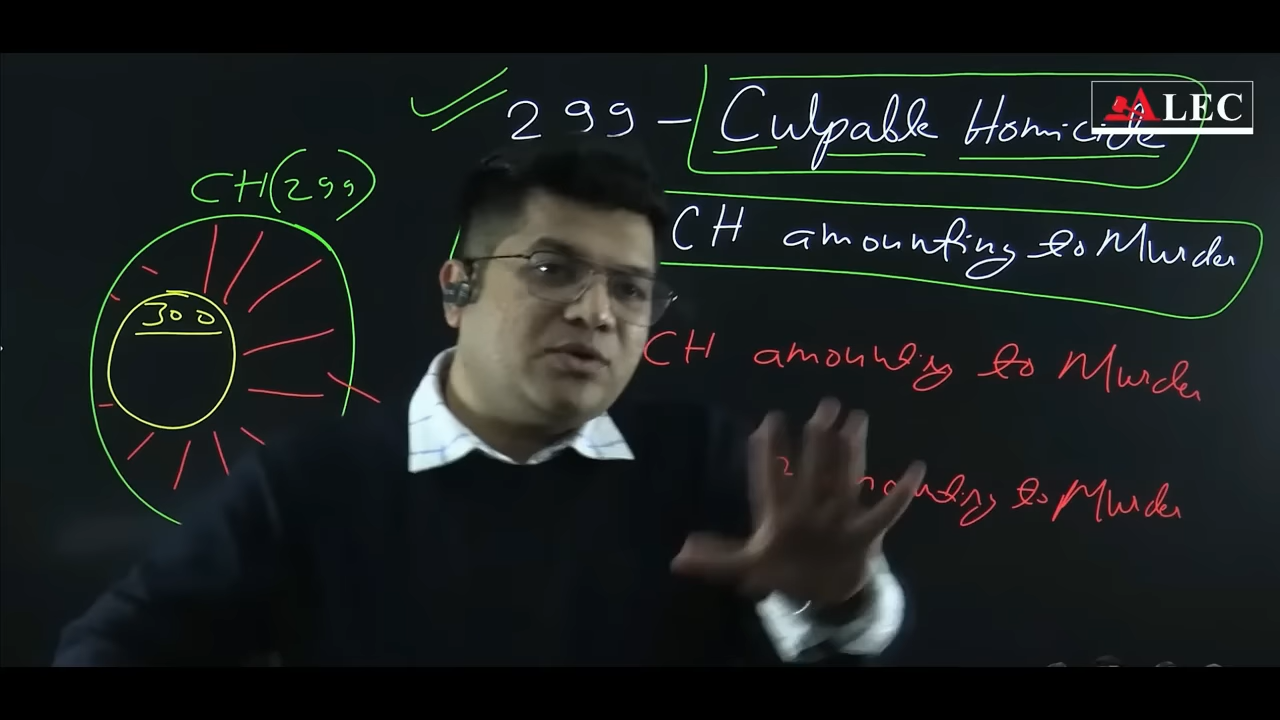 299 - Culpable Homicide
ALEC
CH (299)
CH amounting to Murder
300
CH amounting to Murder
amounting to Murder